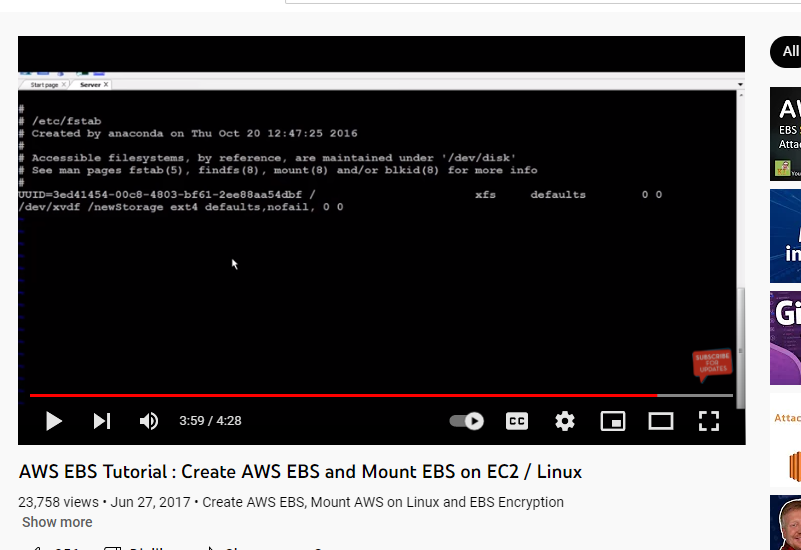 All
Start page X Server X
#
# /etc/fstab
# Created by anaconda on Thu Oct 20 12:47:25 2016
#
# Accessible filesystems, by reference, are maintained under '/dev/disk'
# See man pages fstab(5), findfs(8), mount(8) and/or blkid(8) for more info
#
UUID=3ed41454-00c8-4803-bf61-2ee88aa54dbf / xfs defaults 0 0
/dev/xvdf /newStorage ext4 defaults,nofail, 0 0
SUBSCRIBE
FOR
UPDATES
3:59 / 4:28
CC
AWS EBS Tutorial : Create AWS EBS and Mount EBS on EC2 / Linux
23,758 views • Jun 27, 2017 • Create AWS EBS, Mount AWS on Linux and EBS Encryption
Show more
EBS
Attac
You
in
Gi
Attac